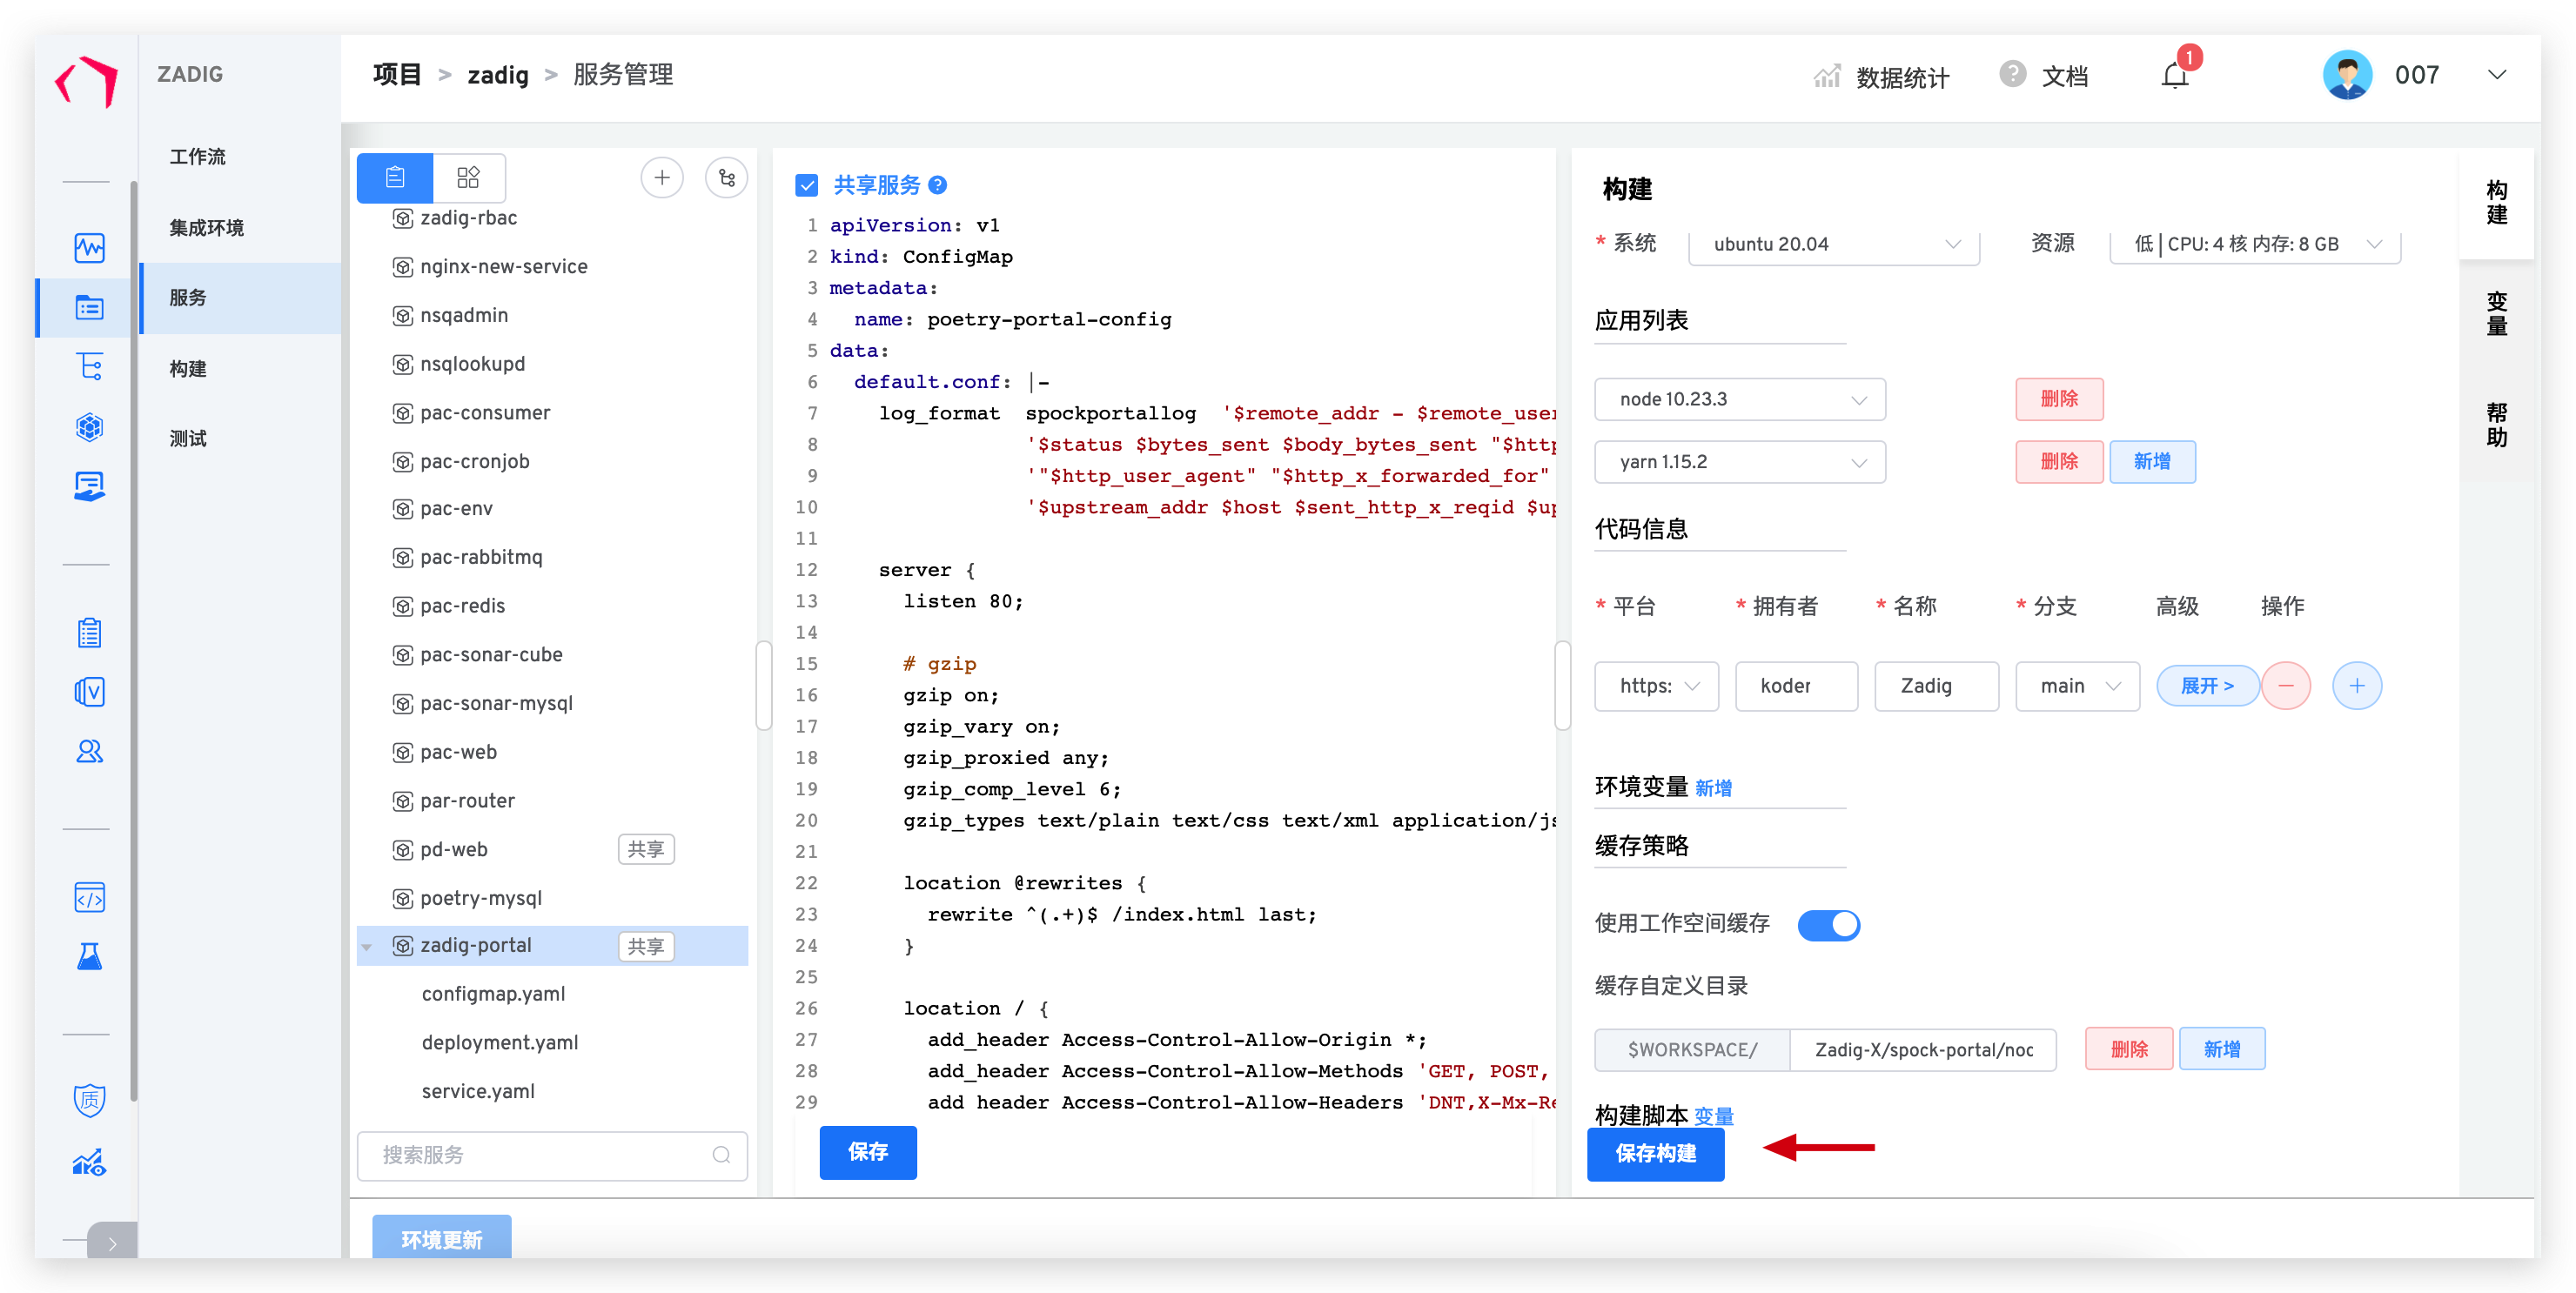 ZADIG
工作流
集成环境
服务
构建
测试
项目 > zadig > 服务管理
数据统计
文档
1
007
zadig-rbac
nginx-new-service
nsqadmin
nsqlookupd
pac-consumer
pac-cronjob
pac-env
pac-rabbitmq
pac-redis
pac-sonar-cube
pac-sonar-mysql
pac-web
par-router
pd-web 共享
poetry-mysql
zadig-portal 共享
configmap.yaml
deployment.yaml
service.yaml
搜索服务
共享服务
1 apiVersion: v1
2 kind: ConfigMap
3 metadata:
4 name: poetry-portal-config
5 data:
6 default.conf: |-
7 log_format spockportallog '$remote_addr - $remote_user
8 '$status $bytes_sent $body_bytes_sent "$http
9 '"$http_user_agent" "$http_x_forwarded_for"
10 '$upstream_addr $host $sent_http_x_reqid $up
11
12 server {
13 listen 80;
14
15 # gzip
16 gzip on;
17 gzip_vary on;
18 gzip_proxied any;
19 gzip_comp_level 6;
20 gzip_types text/plain text/css text/xml application/js
21
22 location @rewrites {
23 rewrite ^(.+)$ /index.html last;
24 }
25
26 location / {
27 add_header Access-Control-Allow-Origin *;
28 add_header Access-Control-Allow-Methods 'GET, POST,
29 add_header Access-Control-Allow-Headers 'DNT,X-Mx-Re
保存
构建
* 系统 ubuntu 20.04 资源 低 | CPU: 4 核 内存: 8 GB
应用列表
node 10.23.3 删除
yarn 1.15.2 删除 新增
代码信息
* 平台 * 拥有者 * 名称 * 分支 高级 操作
https: koder Zadig main 展开 >
环境变量 新增
缓存策略
使用工作空间缓存
缓存自定义目录
$WORKSPACE/ Zadig-X/spock-portal/noc 删除 新增
构建脚本 变量
保存构建
构建
变量
帮助
环境更新
质